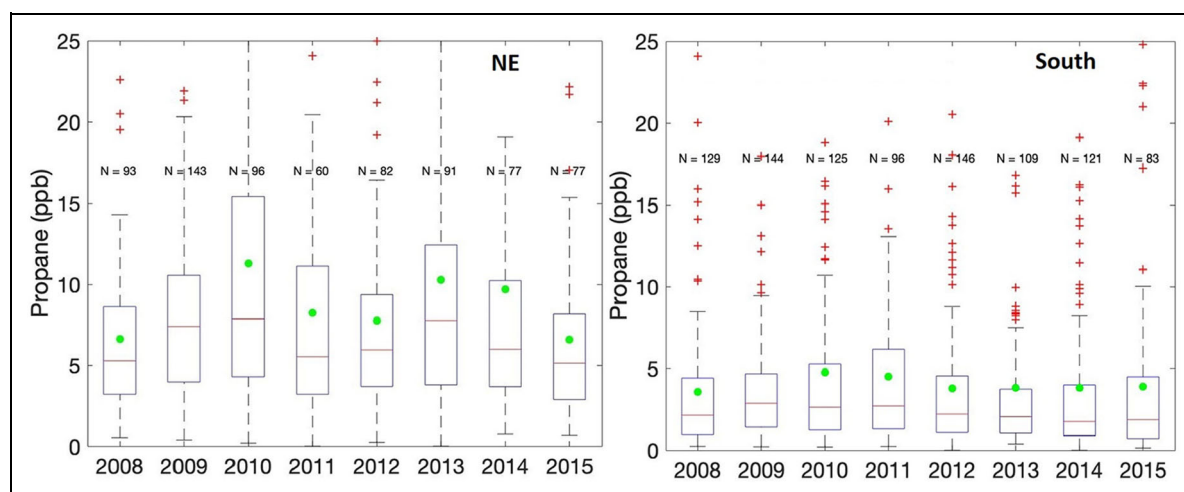 NE
Propane (ppb)
25
20
15
10
5
0
N = 93
N = 143
N = 96
N = 60
N = 82
N = 91
N = 77
N = 77
2008 2009 2010 2011 2012 2013 2014 2015
South
Propane (ppb)
25
20
15
10
5
0
N = 129
N = 144
N = 125
N = 96
N = 146
N = 109
N = 121
N = 83
2008 2009 2010 2011 2012 2013 2014 2015